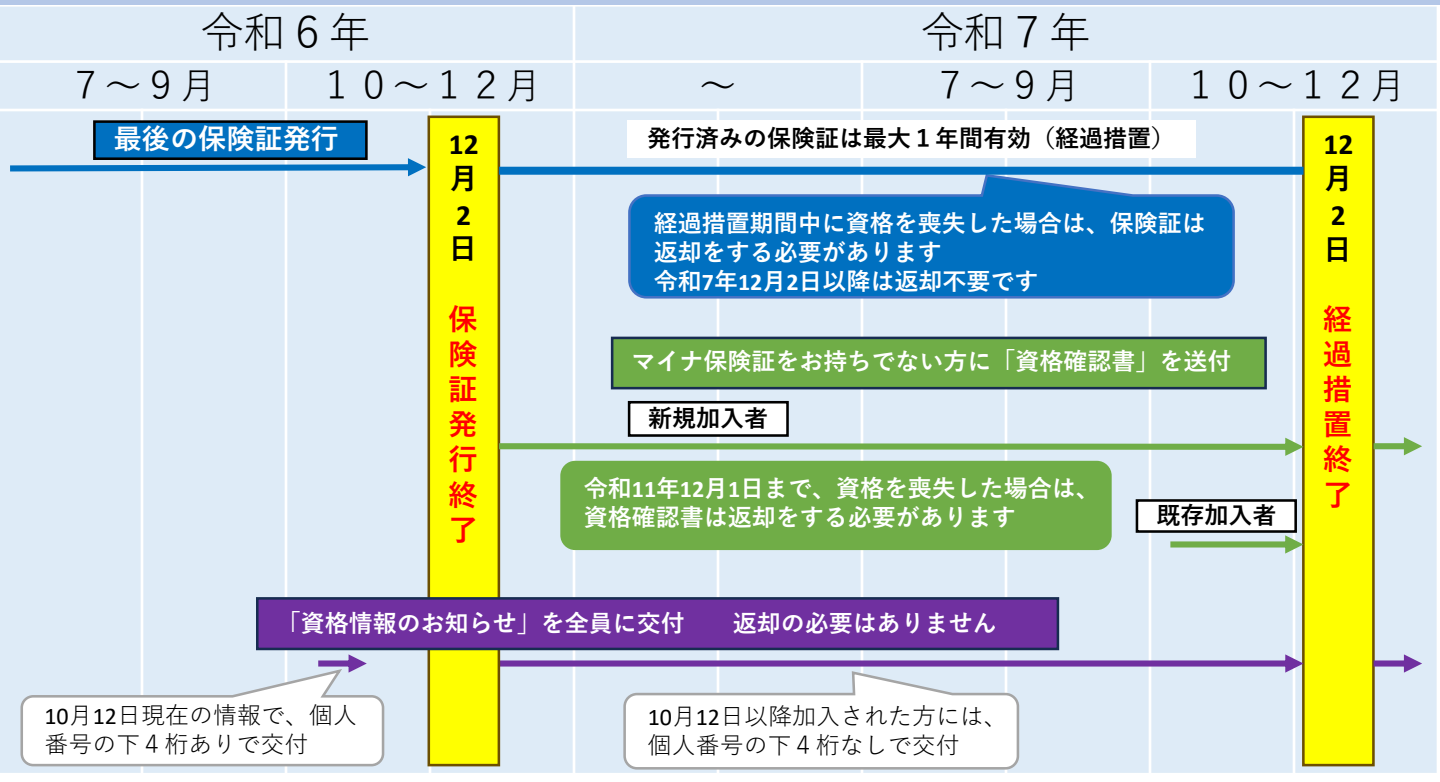 令和６年
令和７年
７～９月
１０～１２月
～
７～９月
１０～１２月
最後の保険証発行
12月2日 保険証発行終了
発行済みの保険証は最大１年間有効（経過措置）
経過措置期間中に資格を喪失した場合は、保険証は
返却をする必要があります
令和7年12月2日以降は返却不要です
12月2日 経過措置終了
マイナ保険証をお持ちでない方に「資格確認書」を送付
新規加入者
令和11年12月1日まで、資格を喪失した場合は、
資格確認書は返却をする必要があります
既存加入者
「資格情報のお知らせ」を全員に交付　　返却の必要はありません
10月12日現在の情報で、個人
番号の下４桁ありで交付
10月12日以降加入された方には、
個人番号の下４桁なしで交付